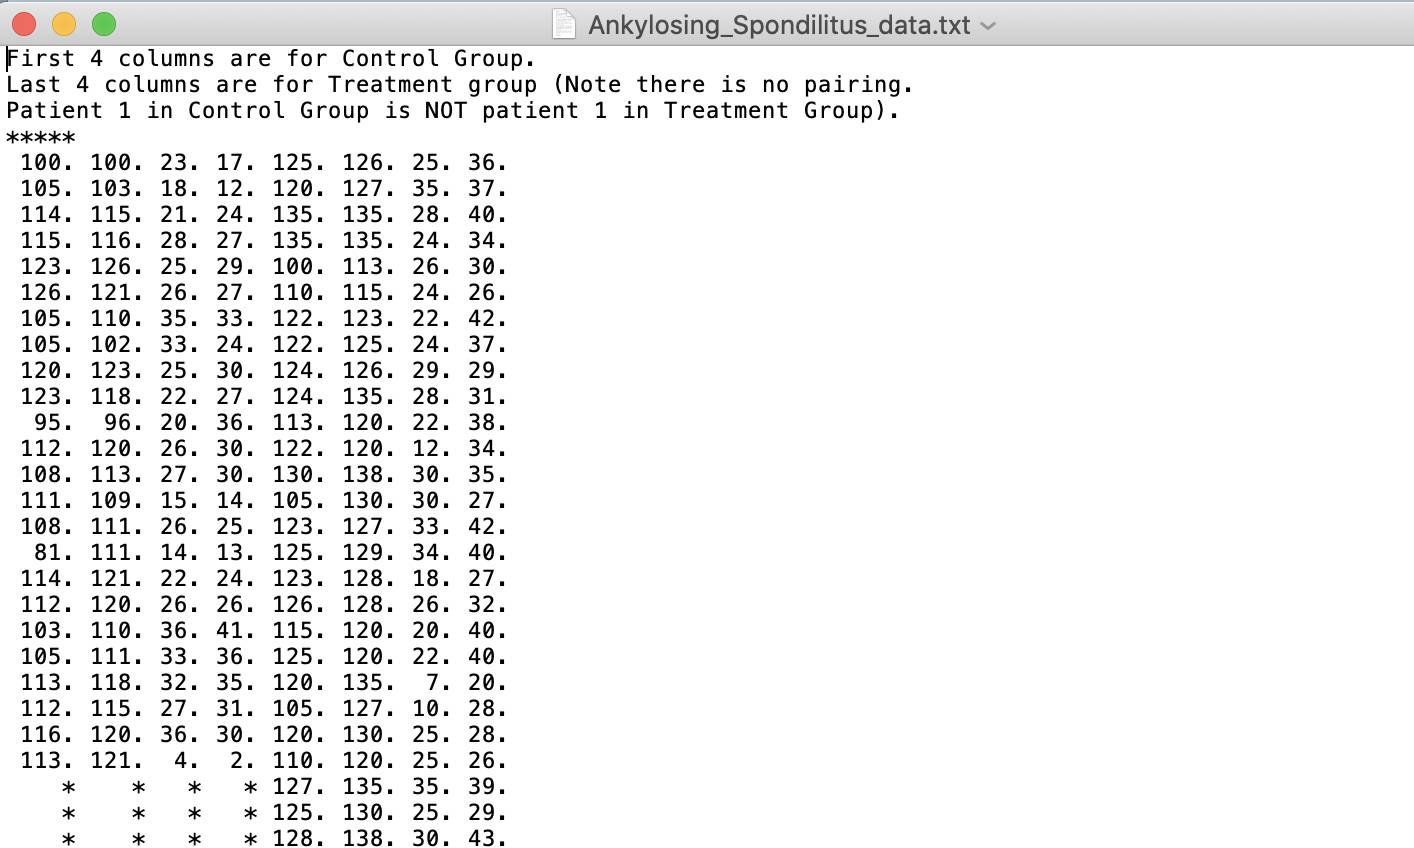 Ankylosing_Spondilitus_data.txt
First 4 columns are for Control Group.
Last 4 columns are for Treatment group (Note there is no pairing.
Patient 1 in Control Group is NOT patient 1 in Treatment Group).
*****
100. 100. 23. 17. 125. 126. 25. 36.
105. 103. 18. 12. 120. 127. 35. 37.
114. 115. 21. 24. 135. 135. 28. 40.
115. 116. 28. 27. 135. 135. 24. 34.
123. 126. 25. 29. 100. 113. 26. 30.
126. 121. 26. 27. 110. 115. 24. 26.
105. 110. 35. 33. 122. 123. 22. 42.
105. 102. 33. 24. 122. 125. 24. 37.
120. 123. 25. 30. 124. 126. 29. 29.
123. 118. 22. 27. 124. 135. 28. 31.
95. 96. 20. 36. 113. 120. 22. 38.
112. 120. 26. 30. 122. 120. 12. 34.
108. 113. 27. 30. 130. 138. 30. 35.
111. 109. 15. 14. 105. 130. 30. 27.
108. 111. 26. 25. 123. 127. 33. 42.
81. 111. 14. 13. 125. 129. 34. 40.
114. 121. 22. 24. 123. 128. 18. 27.
112. 120. 26. 26. 126. 128. 26. 32.
103. 110. 36. 41. 115. 120. 20. 40.
105. 111. 33. 36. 125. 120. 22. 40.
113. 118. 32. 35. 120. 135. 7. 20.
112. 115. 27. 31. 105. 127. 10. 28.
116. 120. 36. 30. 120. 130. 25. 28.
113. 121. 4. 2. 110. 120. 25. 26.
* * * * 127. 135. 35. 39.
* * * * 125. 130. 25. 29.
* * * * 128. 138. 30. 43.